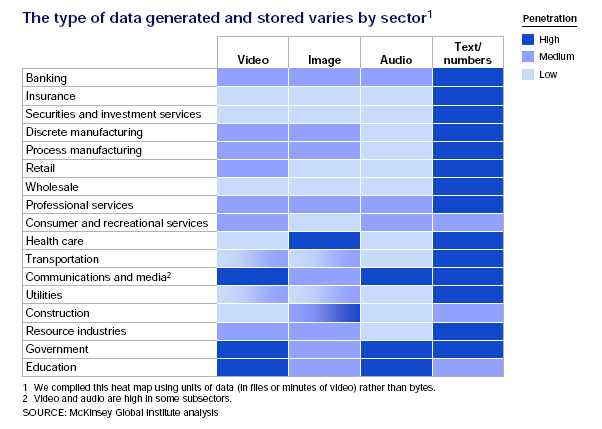 The type of data generated and stored varies by sector1
Penetration
High
Medium
Low
Video
Image
Audio
Text/
numbers
Banking
Insurance
Securities and investment services
Discrete manufacturing
Process manufacturing
Retail
Wholesale
Professional services
Consumer and recreational services
Health care
Transportation
Communications and media2
Utilities
Construction
Resource industries
Government
Education
1 We compiled this heat map using units of data (in files or minutes of video) rather than bytes.
2 Video and audio are high in some subsectors.
SOURCE: McKinsey Global Institute analysis